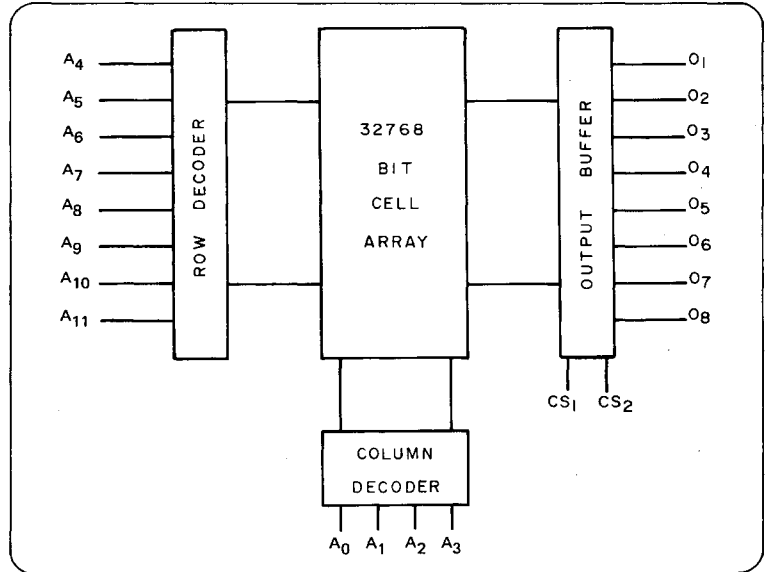 A4
A5
A6
A7
A8
A9
A10
A11
ROW DECODER
32768
BIT
CELL
ARRAY
OUTPUT BUFFER
O1
O2
O3
O4
O5
O6
O7
O8
CS1 CS2
COLUMN
DECODER
A0 A1 A2 A3